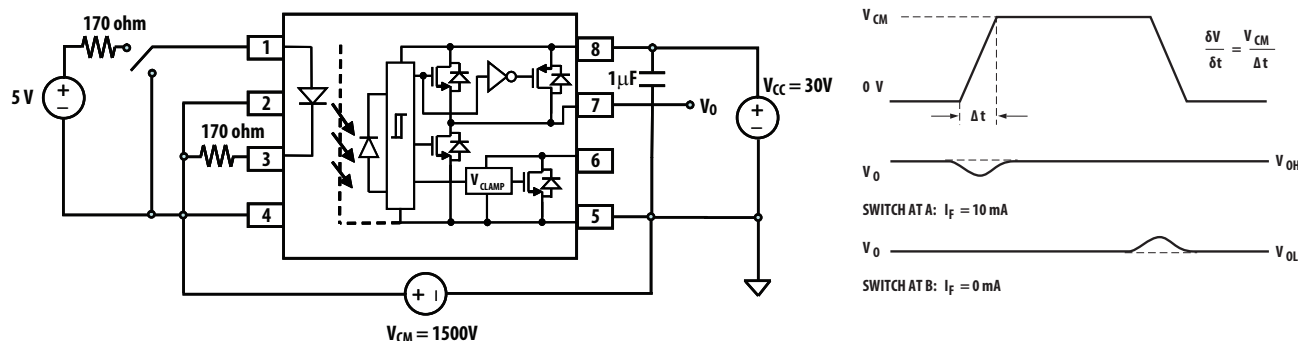 170 ohm
5 V
170 ohm
1
2
3
4
8
7
6
5
V CLAMP
1µF
V_O
V_CC = 30V
V_CM = 1500V
V_CM
0 V
Δ t
δV/δt = V_CM/Δt
V_O
V_OH
SWITCH AT A: I_F = 10 mA
V_O
V_OL
SWITCH AT B: I_F = 0 mA